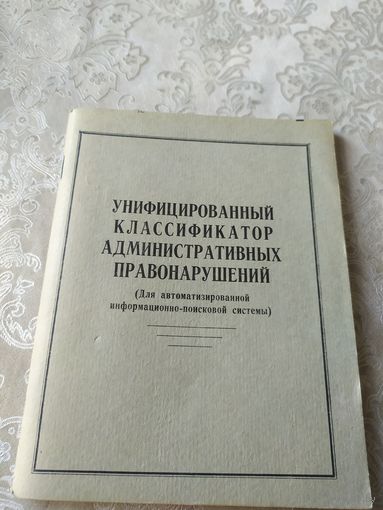 УНИФИЦИРОВАННЫЙ
КЛАССИФИКАТОР
АДМИНИСТРАТИВНЫХ
ПРАВОНАРУШЕНИЙ
(Для автоматизированной
информационно-поисковой системы)